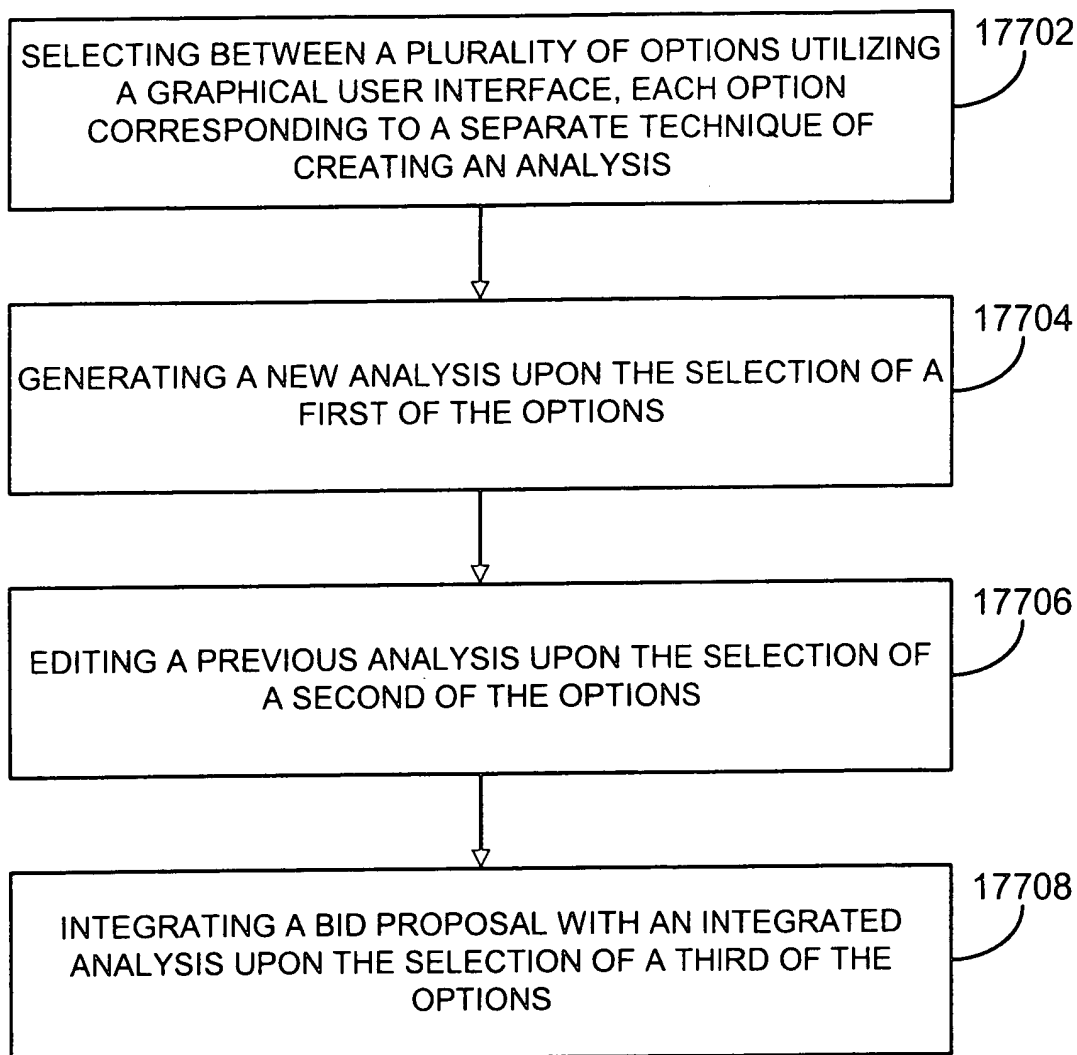 SELECTING BETWEEN A PLURALITY OF OPTIONS UTILIZING
A GRAPHICAL USER INTERFACE, EACH OPTION
CORRESPONDING TO A SEPARATE TECHNIQUE OF
CREATING AN ANALYSIS
17702
GENERATING A NEW ANALYSIS UPON THE SELECTION OF A
FIRST OF THE OPTIONS
17704
EDITING A PREVIOUS ANALYSIS UPON THE SELECTION OF
A SECOND OF THE OPTIONS
17706
INTEGRATING A BID PROPOSAL WITH AN INTEGRATED
ANALYSIS UPON THE SELECTION OF A THIRD OF THE
OPTIONS
17708